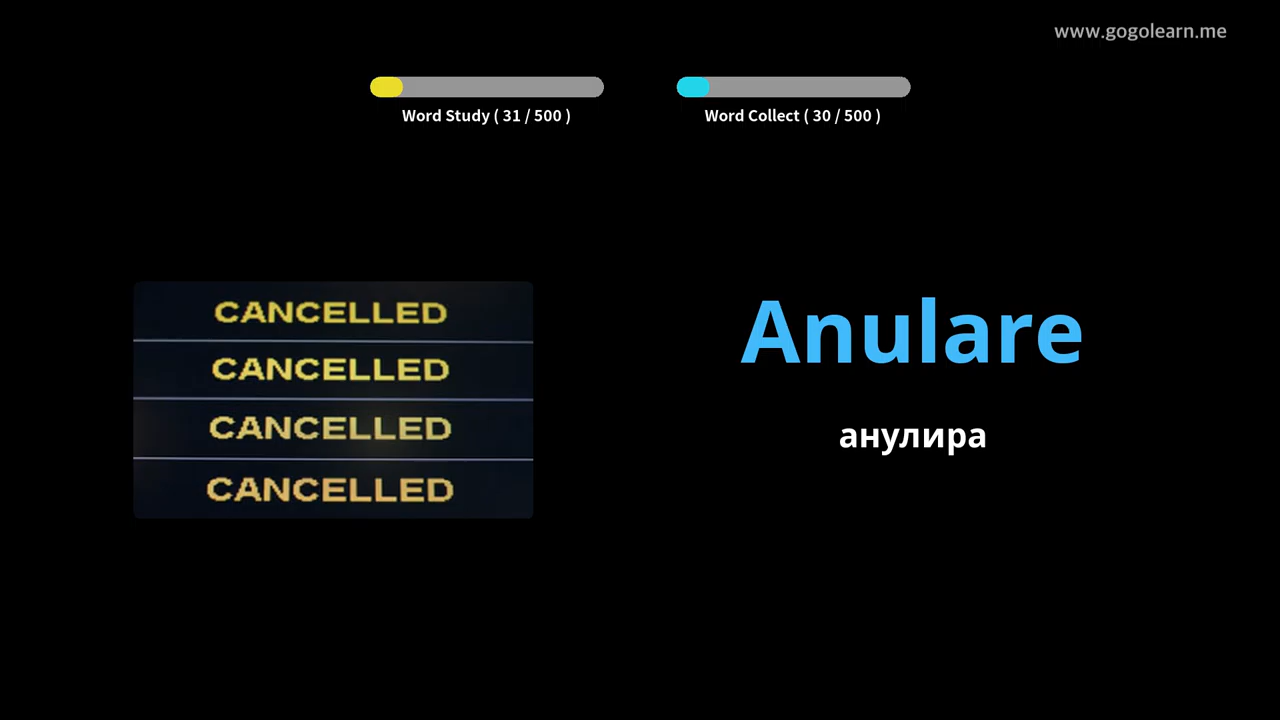 www.gogolearn.me
Word Study ( 31 / 500 )
Word Collect ( 30 / 500 )
CANCELLED
CANCELLED
CANCELLED
CANCELLED
Anulare
анулира